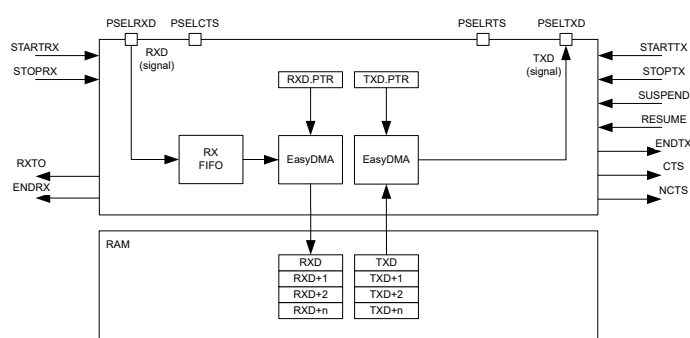 PSELRXD
PSELCTS
PSELRTS
PSELTXD
STARTRX
STOPRX
RXD
(signal)
TXD
(signal)
STARTTX
STOPTX
SUSPEND
RESUME
RXD.PTR
TXD.PTR
RX
FIFO
EasyDMA
EasyDMA
RXTO
ENDRX
ENDTX
CTS
NCTS
RAM
RXD
RXD+1
RXD+2
RXD+n
TXD
TXD+1
TXD+2
TXD+n